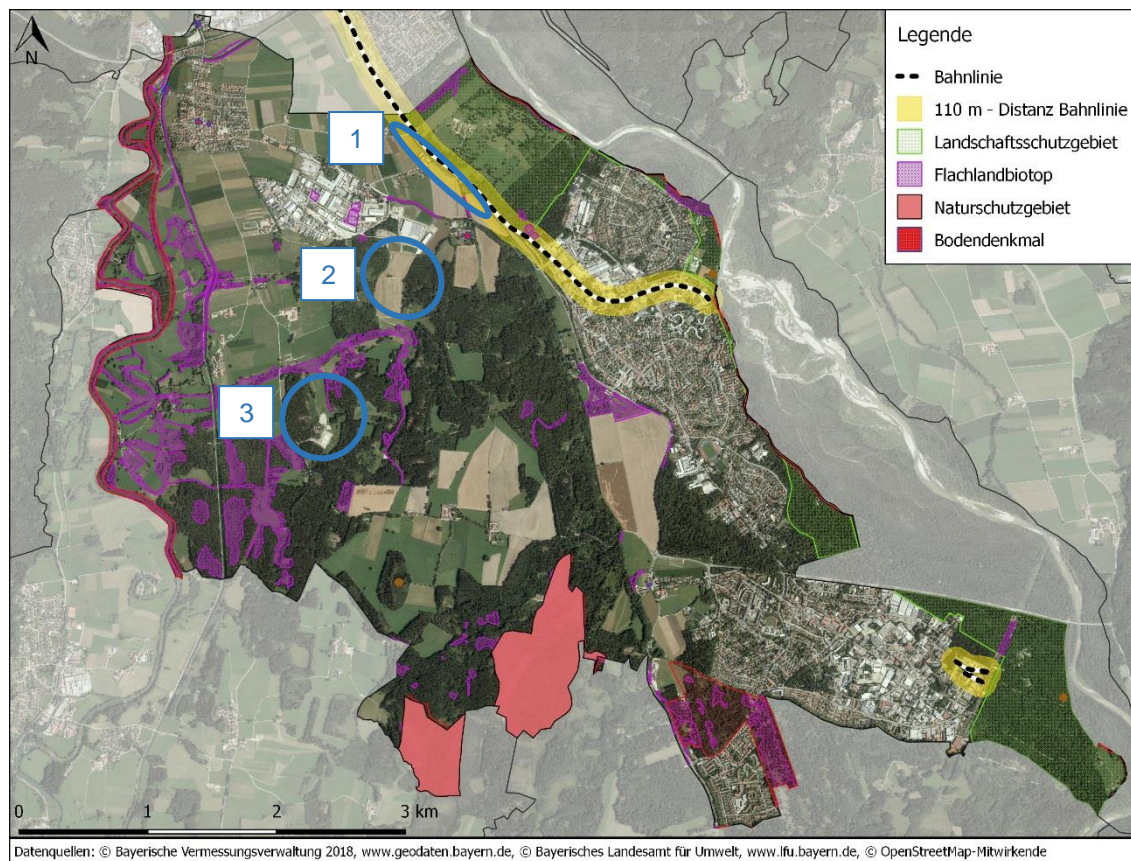 N
1
2
3
Legende
Bahnlinie
110 m - Distanz Bahnlinie
Landschaftsschutzgebiet
Flachlandbiotop
Naturschutzgebiet
Bodendenkmal
0 1 2 3 km
Datenquellen: © Bayerische Vermessungsverwaltung 2018, www.geodaten.bayern.de, © Bayerisches Landesamt für Umwelt, www.lfu.bayern.de, © OpenStreetMap-Mitwirkende